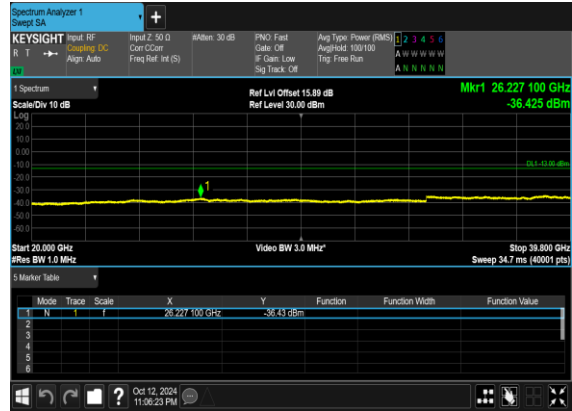 Spectrum Analyzer 1
Swept SA
+
KEYSIGHT Input: RF Input Z: 50 Ω #Atten: 30 dB PNO: Fast Avg Type: Power (RMS) 1 2 3 4 5 6
R T Coupling: DC Corr CCorr Gate: Off Avg|Hold: 100/100 A W W W W W
Align: Auto Freq Ref: Int (S) IF Gain: Low Trig: Free Run
Sig Track: Off A N N N N N
1 Spectrum Ref Lvl Offset 15.89 dB Mkr1 26.227 100 GHz
Scale/Div 10 dB Ref Level 30.00 dBm -36.425 dBm
Log
20.0
10.0
0.00
-10.0
DL1 -13.00 dBm
-20.0
-30.0
1
-40.0
-50.0
-60.0
Start 20.000 GHz Video BW 3.0 MHz* Stop 39.800 GHz
#Res BW 1.0 MHz Sweep 34.7 ms (40001 pts)
5 Marker Table
Mode Trace Scale X Y Function Function Width Function Value
1 N 1 f 26.227 100 GHz -36.43 dBm
2
3
4
5
6
? Oct 12, 2024
11:06:23 PM